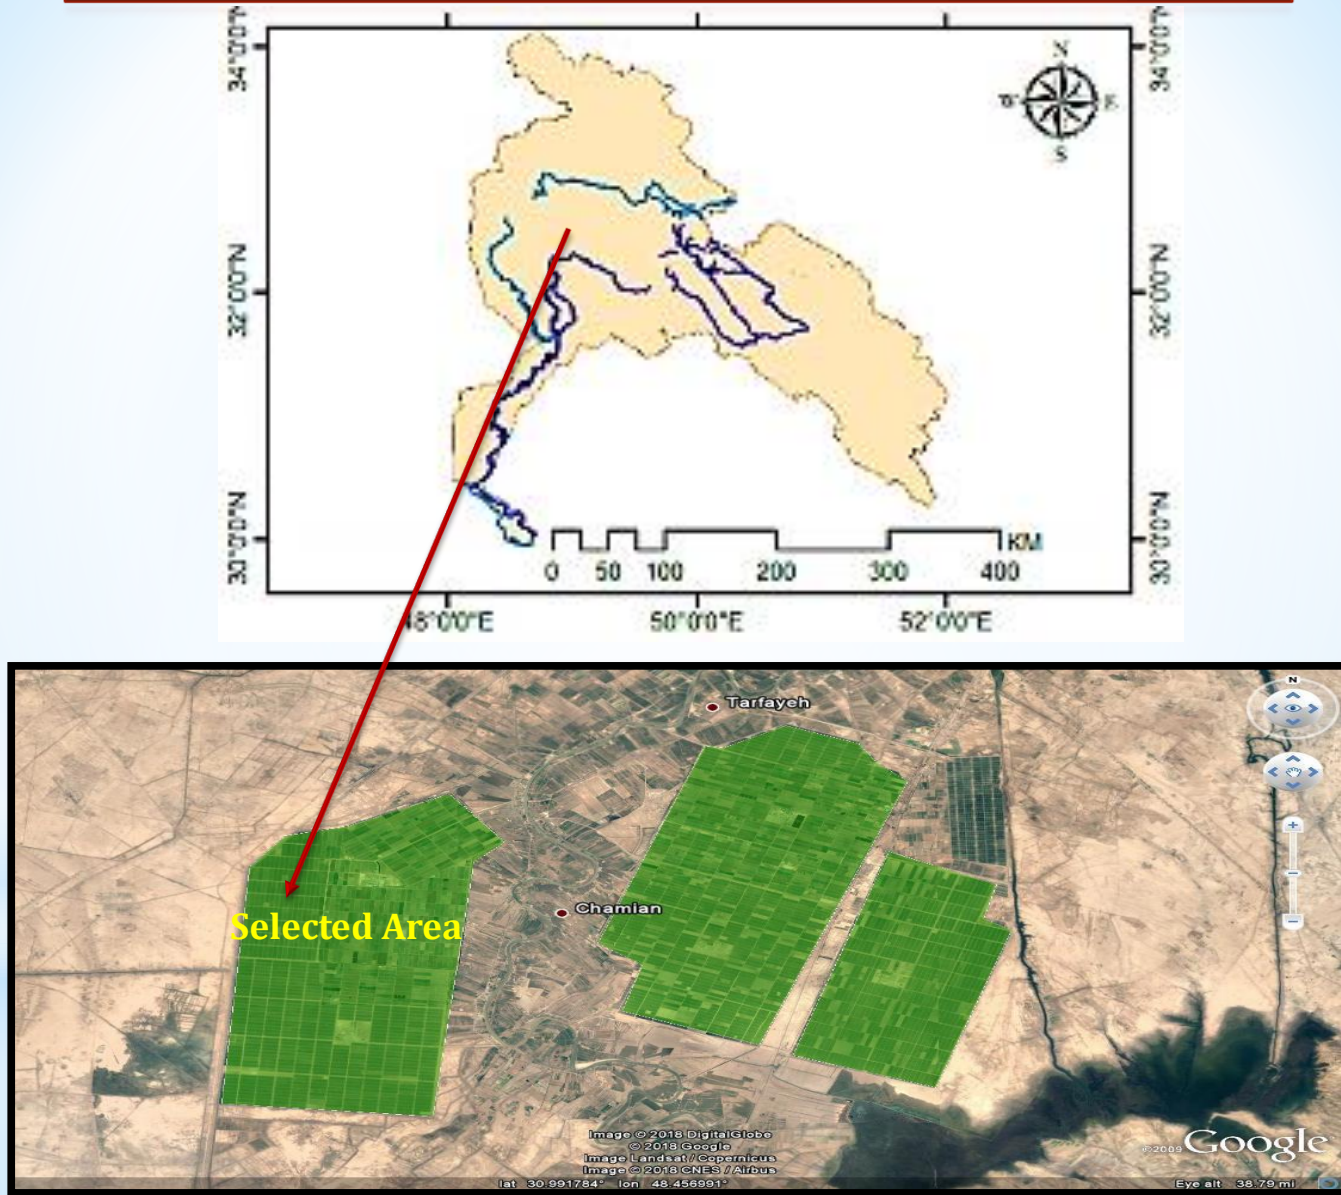 34°0'0"N
34°0'0"N
N
W
E
S
32°0'0"N
32°0'0"N
30°0'0"N
30°0'0"N
KM
0 50 100 200 300 400
48°0'0"E 50°0'0"E 52°0'0"E
N
Tarfayeh
Chamian
Selected Area
Image © 2018 DigitalGlobe
© 2018 Google
Image Landsat / Copernicus
Image © 2018 CNES / Airbus
©2009 Google
lat 30.991784° lon 48.456991°
Eye alt 38.79 mi